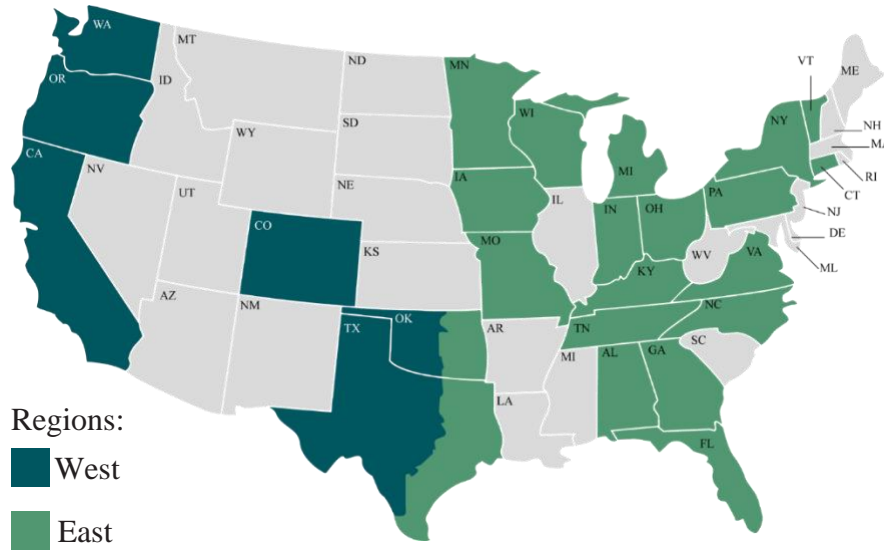 WA
MT
ND
MN
VT
ME
OR
ID
SD
WI
NY
NH
MA
WY
MI
RI
CA
NV
UT
NE
IA
IL
IN
OH
PA
CT
NJ
CO
KS
MO
KY
WV
VA
DE
ML
AZ
NM
TX
OK
AR
TN
NC
SC
MI
AL
GA
LA
FL
Regions:
West
East